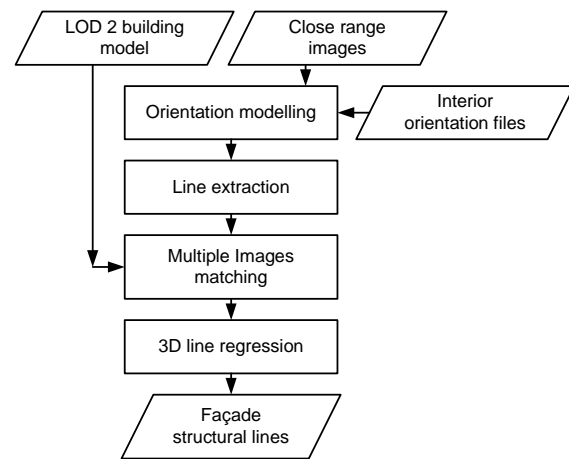 LOD 2 building
model
Close range
images
Orientation modelling
Interior
orientation files
Line extraction
Multiple Images
matching
3D line regression
Façade
structural lines